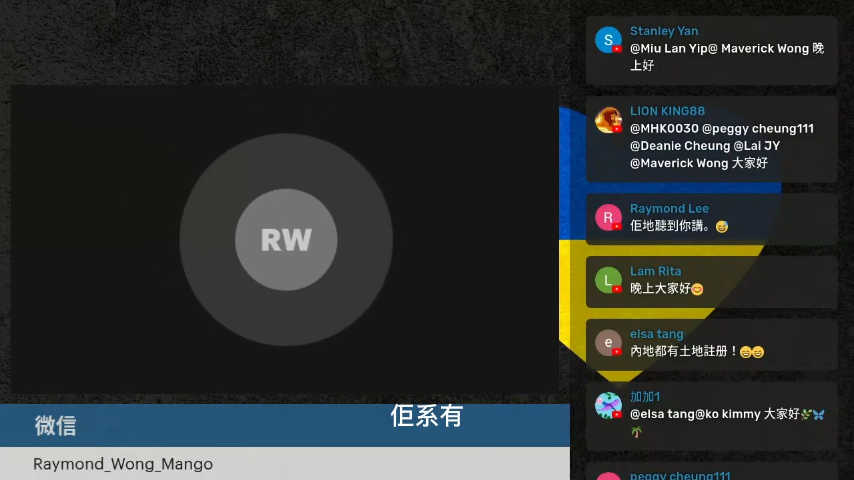 RW
佢系有
微信
Raymond_Wong_Mango
S
Stanley Yan
@Miu Lan Yip@ Maverick Wong 晚
上好
LION KING88
@MHK0030 @peggy cheung111
@Deanie Cheung @Lai JY
@Maverick Wong 大家好
R
Raymond Lee
佢地聽到你講。😅
L
Lam Rita
晚上大家好😊
e
elsa tang
內地都有土地註册！😄😄
加加1
@elsa tang@ko kimmy 大家好🌿🦋
🌴
peggy cheung111